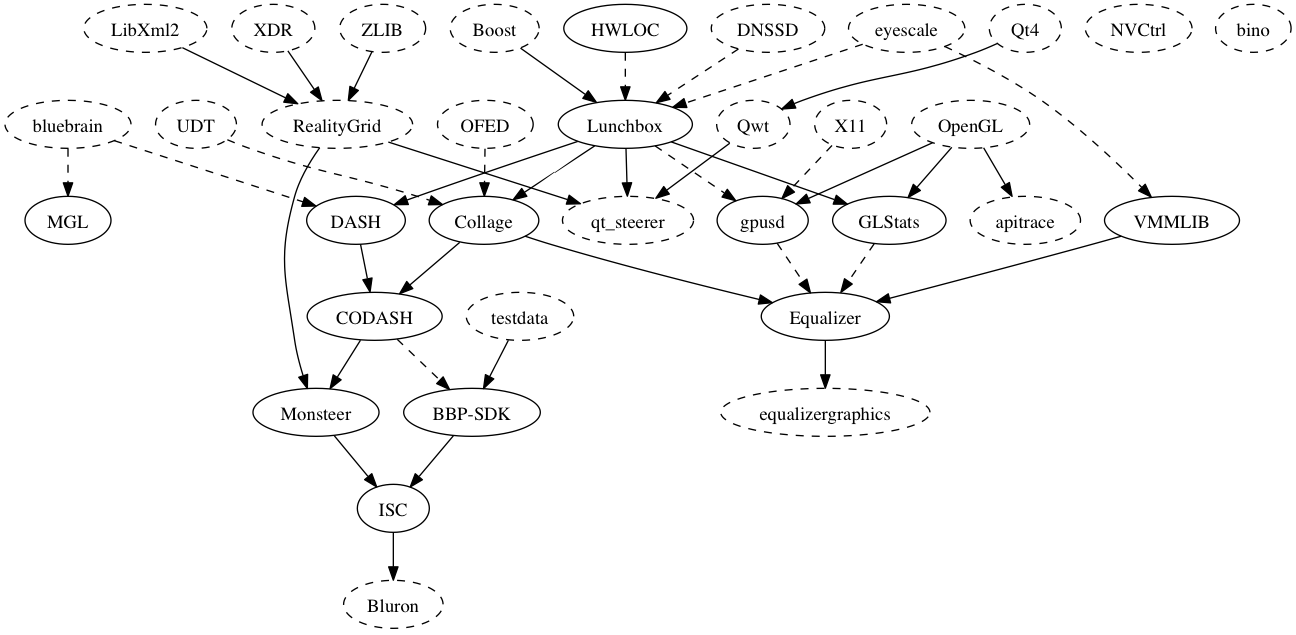 LibXml2
XDR
ZLIB
Boost
HWLOC
DNSSD
eyescale
Qt4
NVCtrl
bino
bluebrain
UDT
RealityGrid
OFED
Lunchbox
Qwt
X11
OpenGL
MGL
DASH
Collage
qt_steerer
gpusd
GLStats
apitrace
VMMLIB
CODASH
testdata
Equalizer
Monsteer
BBP-SDK
equalizergraphics
ISC
Bluron